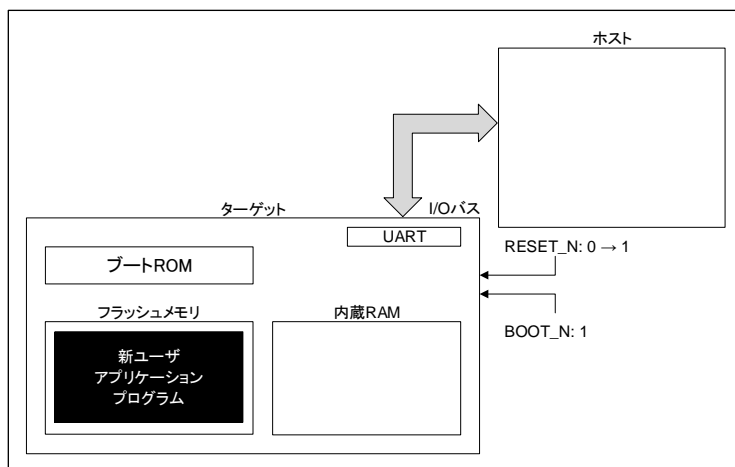 ホスト
ターゲット
I/Oバス
UART
RESET_N: 0 → 1
ブートROM
フラッシュメモリ
内蔵RAM
BOOT_N: 1
新ユーザ
アプリケーション
プログラム